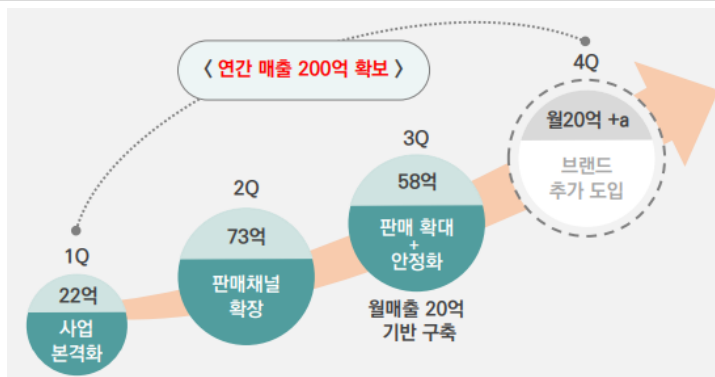 〈 연간 매출 200억 확보 〉
1Q
22억
사업
본격화
2Q
73억
판매채널
확장
3Q
58억
판매 확대
+
안정화
월매출 20억
기반 구축
4Q
월20억 +a
브랜드
추가 도입